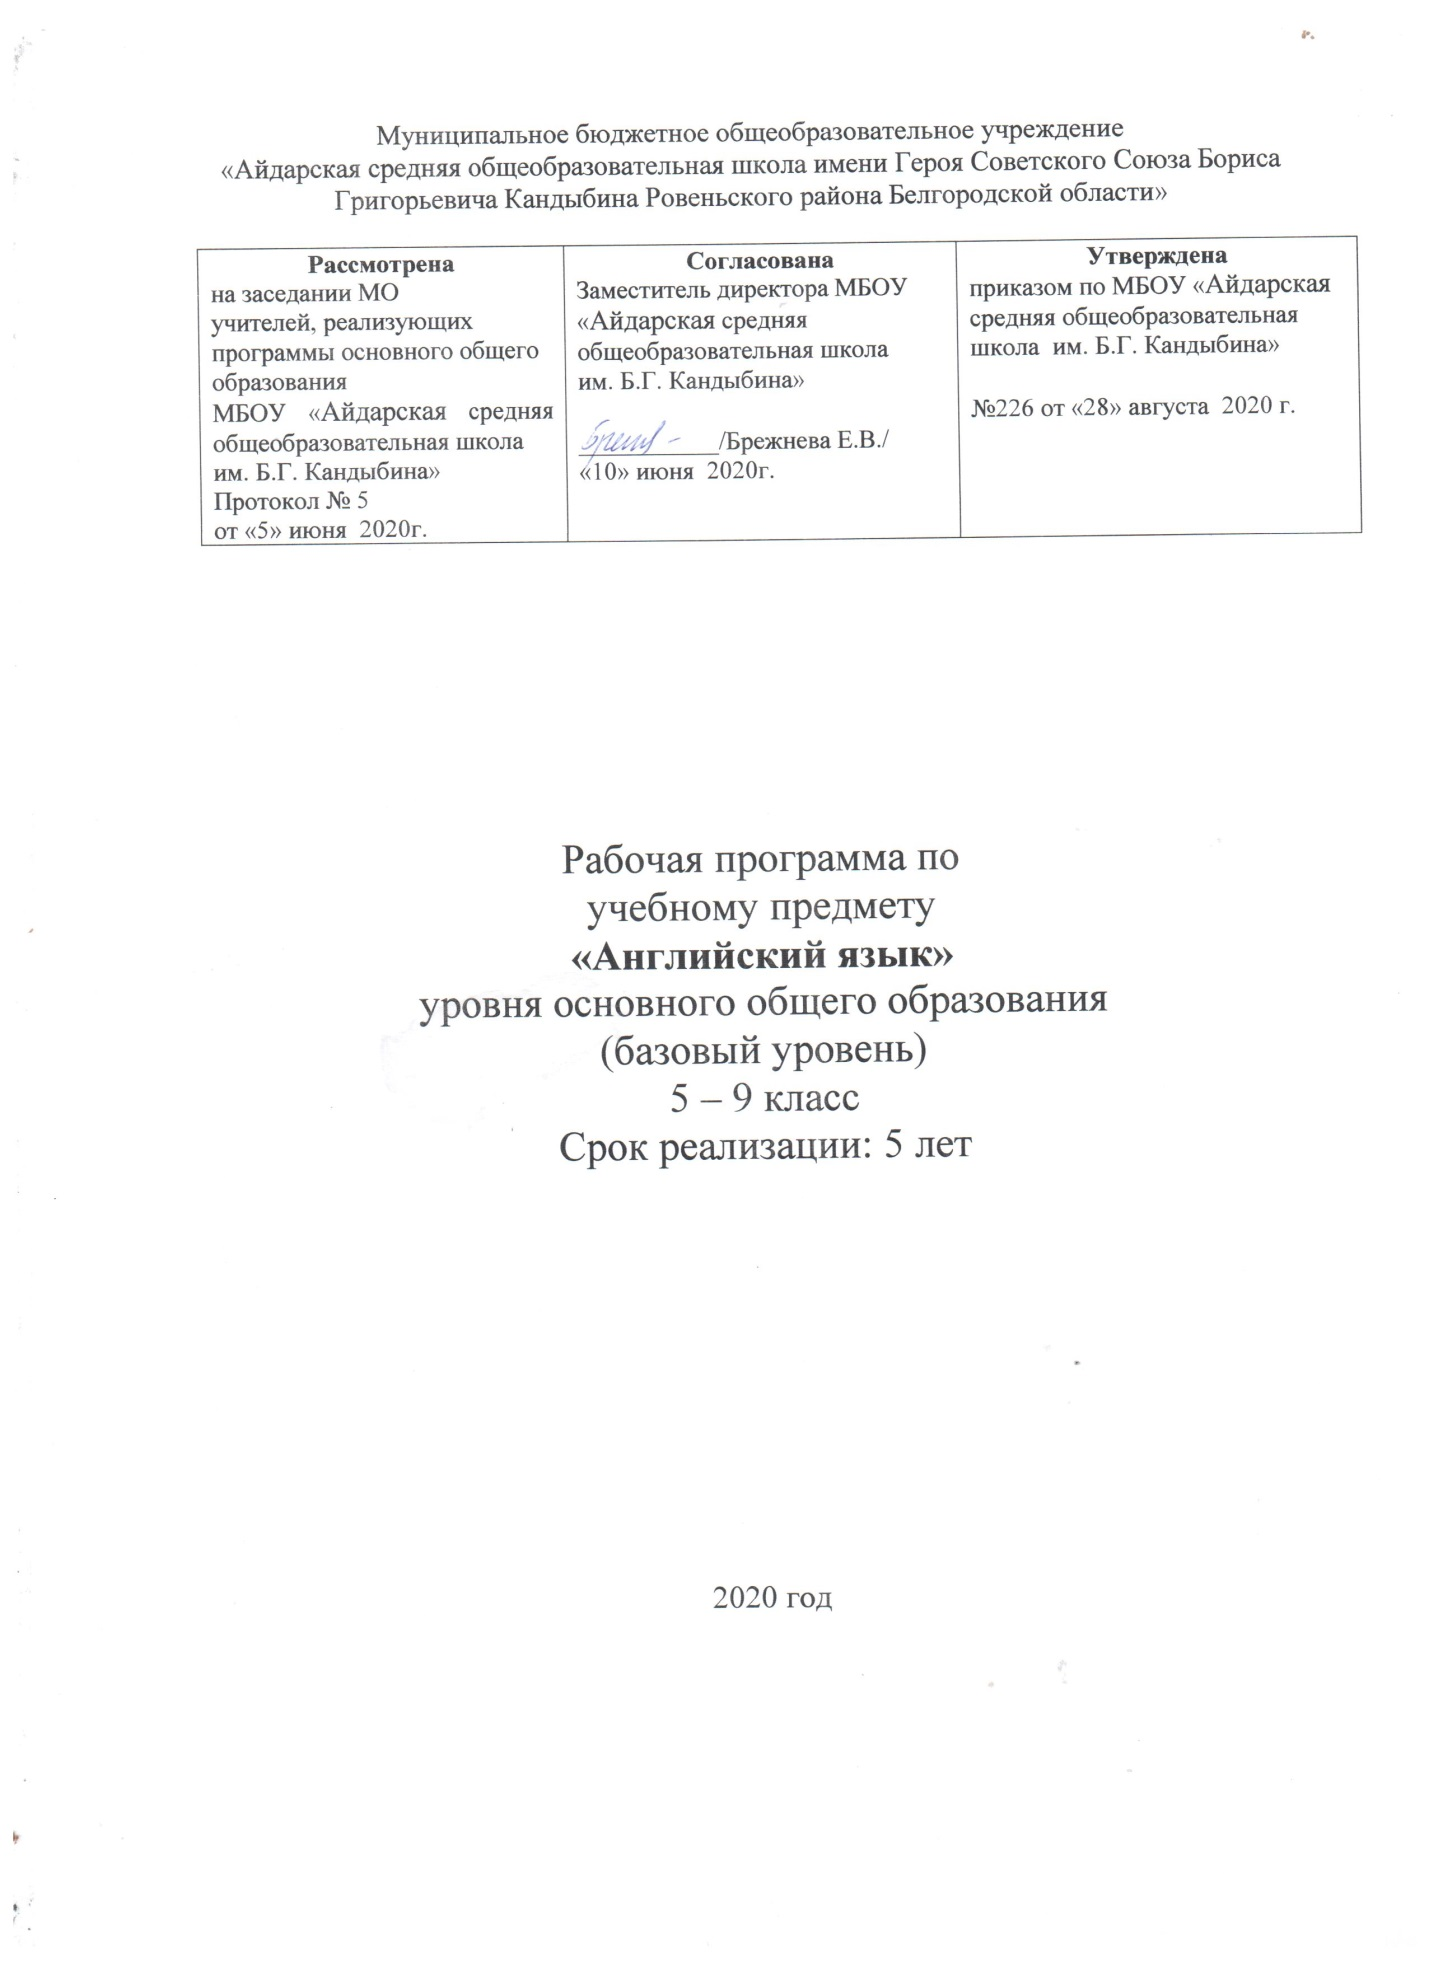 Муниципальное бюджетное общеобразовательное учреждение
«Айдарская средняя общеобразовательная школа имени Героя Советского Союза Бориса
Григорьевича Кандыбина Ровеньского района Белгородской области»
Рассмотрена
на заседании МО
учителей, реализующих
программы основного общего
образования
МБОУ «Айдарская средняя
общеобразовательная школа
им. Б.Г. Кандыбина»
Протокол № 5
от «5» июня 2020г.
Согласована
Заместитель директора МБОУ
«Айдарская средняя
общеобразовательная школа
им. Б.Г. Кандыбина»
/Брежнева Е.В./
«10» июня 2020г.
Утверждена
приказом по МБОУ «Айдарская
средняя общеобразовательная
школа им. Б.Г. Кандыбина»
№226 от «28» августа 2020 г.
Рабочая программа по
учебному предмету
«Английский язык»
уровня основного общего образования
(базовый уровень)
5 – 9 класс
Срок реализации: 5 лет
2020 год